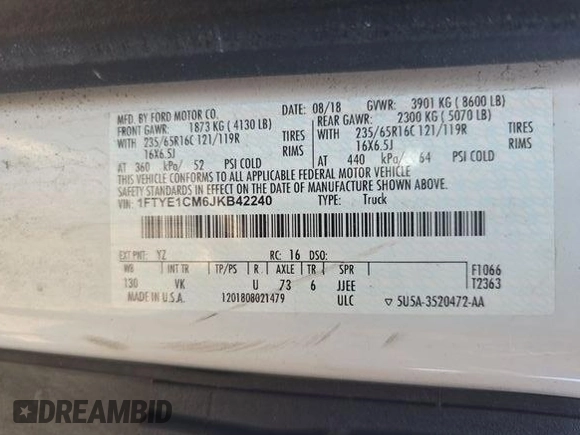 MFD. BY FORD MOTOR CO.
DATE: 08/18 GVWR: 3901 KG ( 8600 LB)
FRONT GAWR: 1873 KG ( 4130 LB)
REAR GAWR: 2300 KG ( 5070 LB)
WITH
235/65R16C 121/119R TIRES
16X6.5J RIMS
AT 360 kPa/ 52 PSI COLD
WITH
235/65R16C 121/119R TIRES
16X6.5J RIMS
AT 440 kPa/ 64 PSI COLD
THIS VEHICLE CONFORMS TO ALL APPLICABLE FEDERAL MOTOR VEHICLE
SAFETY STANDARDS IN EFFECT ON THE DATE OF MANUFACTURE SHOWN ABOVE.
VIN: 1FTYE1CM6JKB42240 TYPE: Truck
EXT PNT: YZ RC: 16 DSO:
WB INT TR TP/PS R AXLE TR SPR F1066
130 VK U 73 6 JJEE T2363
MADE IN U.S.A. 1201808021479 ULC ▽ 5U5A-3520472-AA
DREAMBID